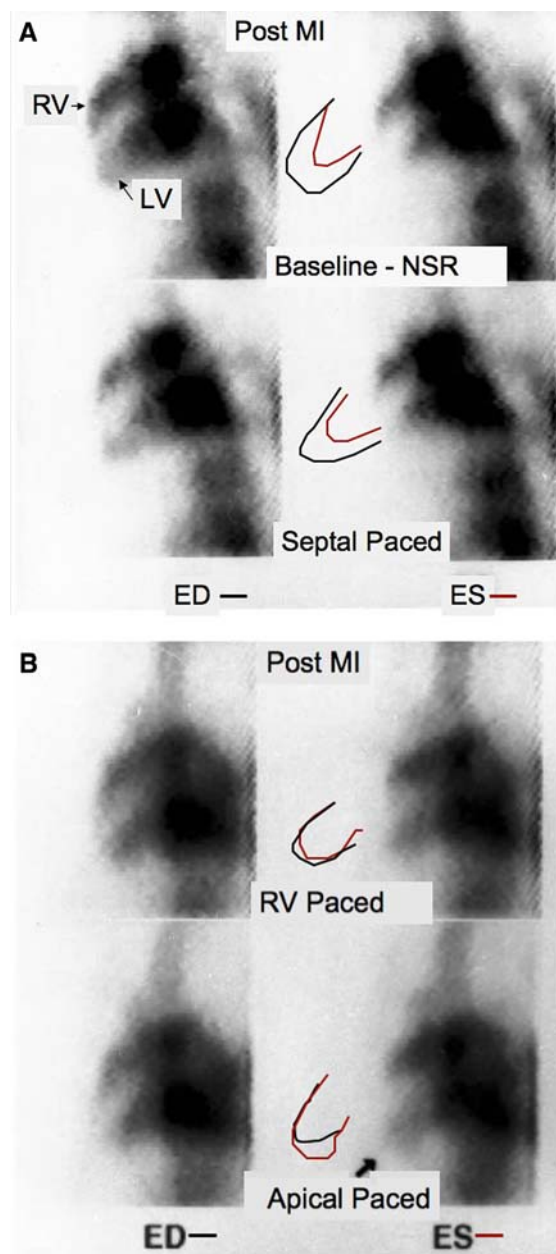 A
Post MI
RV
LV
Baseline - NSR
Septal Paced
ED
ES
B
Post MI
RV Paced
Apical Paced
ED
ES